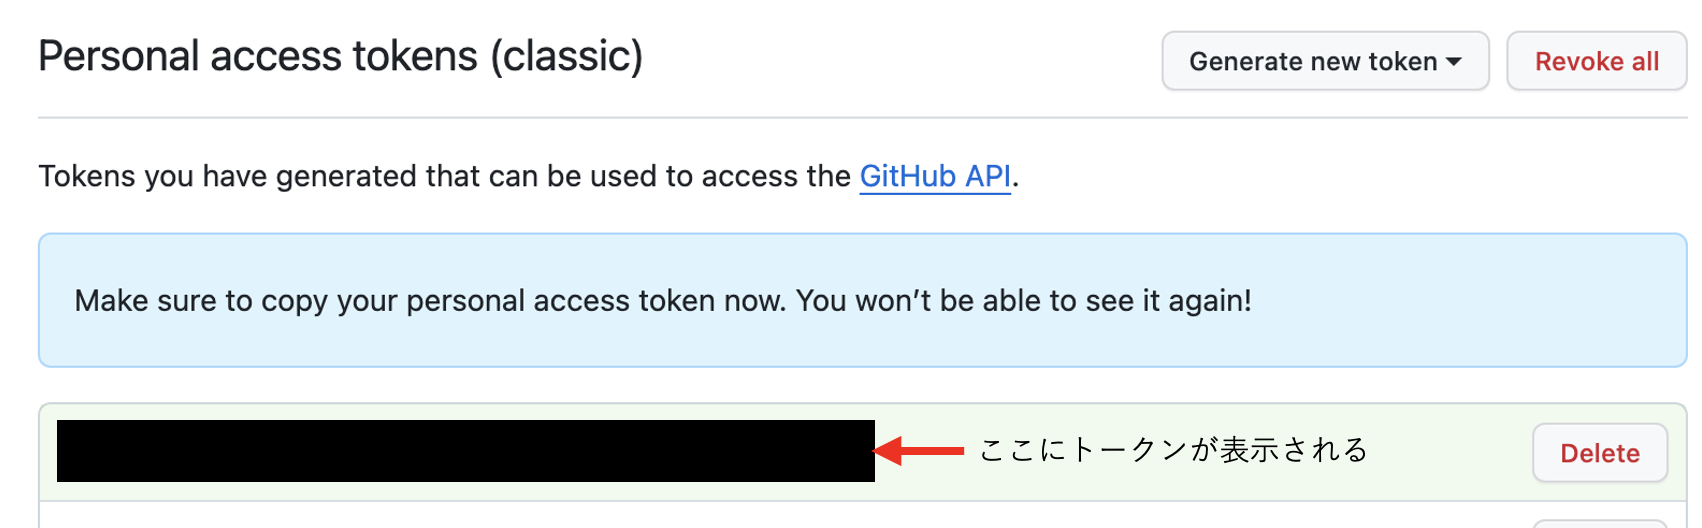 Personal access tokens (classic)
Generate new token
Revoke all
Tokens you have generated that can be used to access the GitHub API.
Make sure to copy your personal access token now. You won’t be able to see it again!
ここにトークンが表示される
Delete